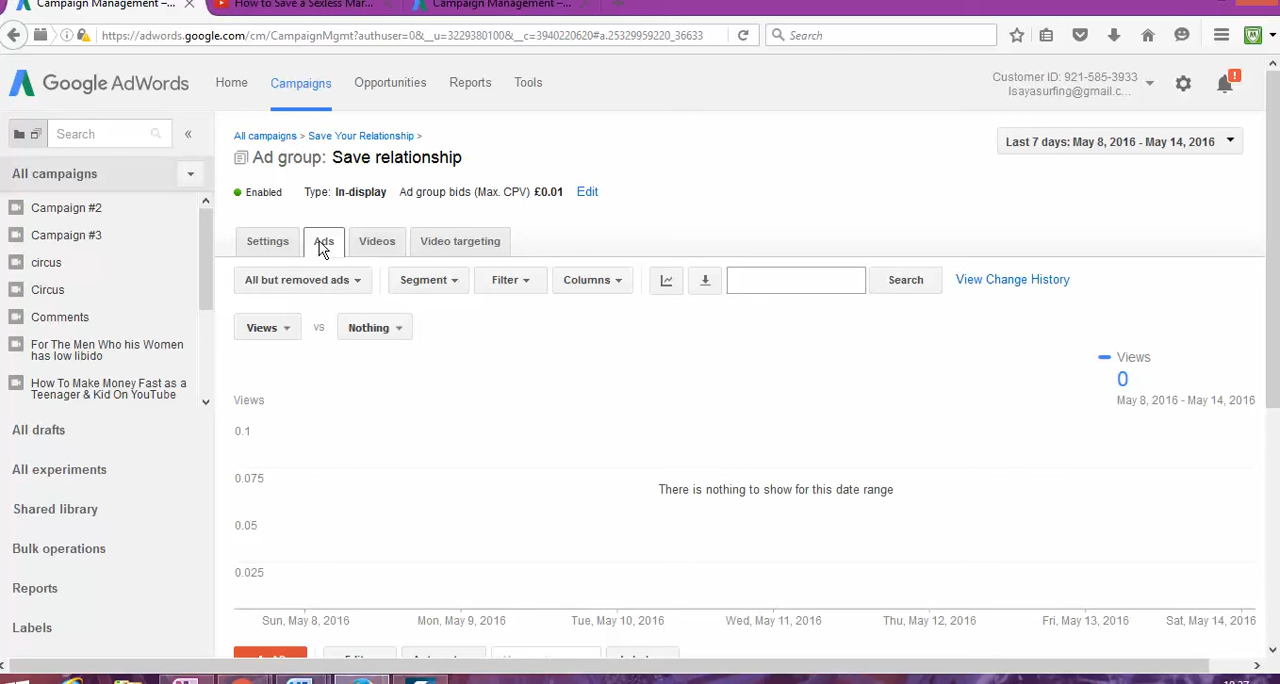 Campaign Management –...
How to Save a Sexless Mar...
Campaign Management –...
https://adwords.google.com/cm/CampaignMgmt?authuser=0&__u=3229380100&__c=3940220620#a.25329959220_36633
Search
Google AdWords
Home
Campaigns
Opportunities
Reports
Tools
Customer ID: 921-585-3933
lsayasurfing@gmail.c...
!
Search
«
All campaigns > Save Your Relationship >
Ad group: Save relationship
Last 7 days: May 8, 2016 - May 14, 2016
All campaigns
Enabled Type: In-display Ad group bids (Max. CPV) £0.01 Edit
Campaign #2
Campaign #3
circus
Circus
Comments
For The Men Who his Women
has low libido
How To Make Money Fast as a
Teenager & Kid On YouTube
All drafts
All experiments
Shared library
Bulk operations
Reports
Labels
Settings
Ads
Videos
Video targeting
All but removed ads
Segment
Filter
Columns
Search
View Change History
Views
vs
Nothing
Views
0
May 8, 2016 - May 14, 2016
Views
0.1
0.075
0.05
0.025
There is nothing to show for this date range
Sun, May 8, 2016
Mon, May 9, 2016
Tue, May 10, 2016
Wed, May 11, 2016
Thu, May 12, 2016
Fri, May 13, 2016
Sat, May 14, 2016